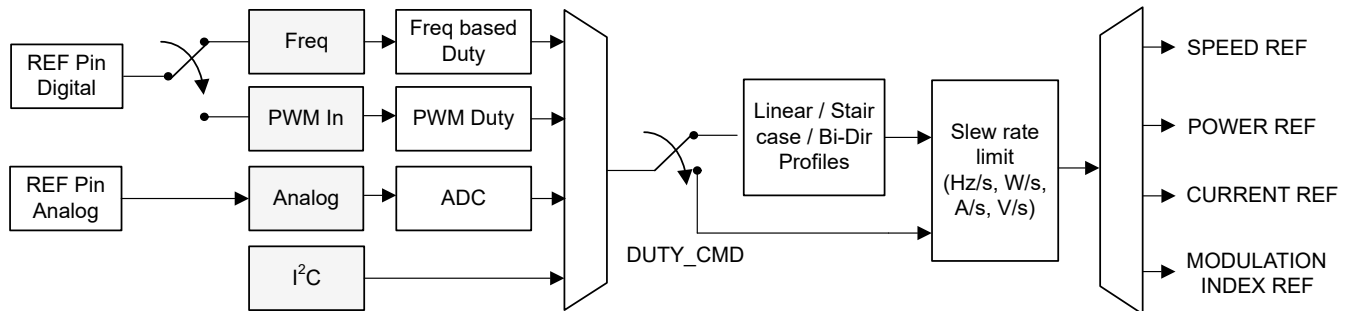 REF Pin
Digital
Freq
Freq based
Duty
PWM In
PWM Duty
REF Pin
Analog
Analog
ADC
I²C
DUTY_CMD
Linear / Stair
case / Bi-Dir
Profiles
Slew rate
limit
(Hz/s, W/s,
A/s, V/s)
SPEED REF
POWER REF
CURRENT REF
MODULATION
INDEX REF